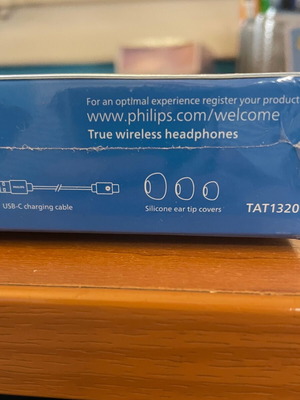 For an optimal experience register your product
www.philips.com/welcome
True wireless headphones
USB-C charging cable
Silicone ear tip covers
TAT1320